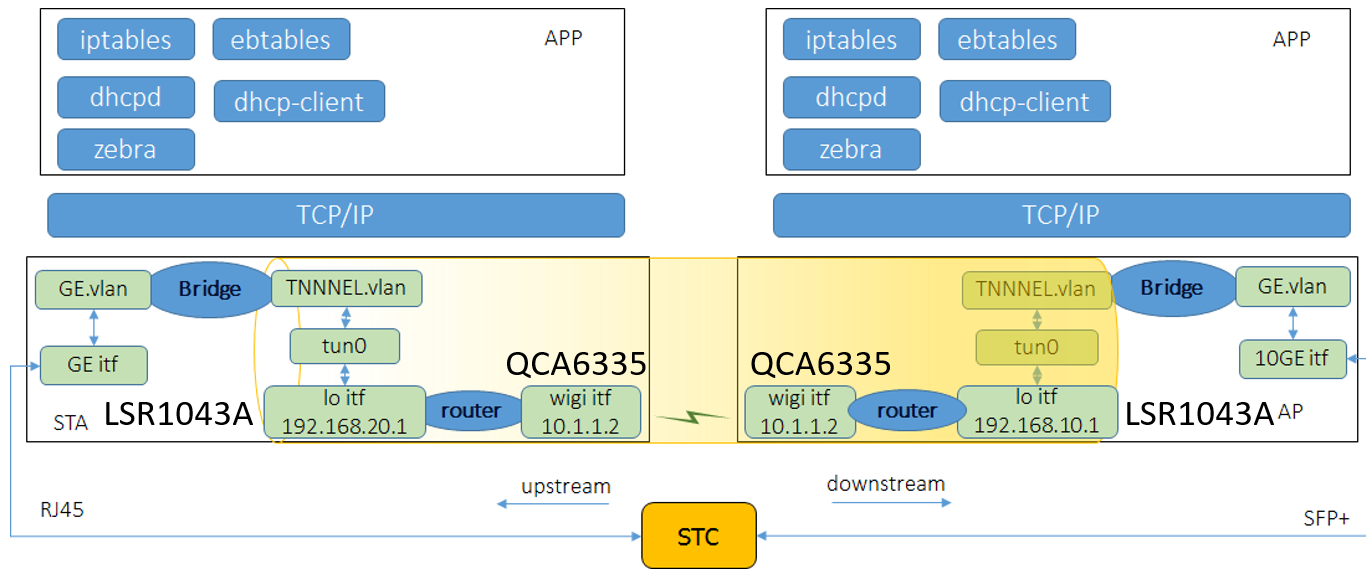 iptables
ebtables
APP
dhcpd
dhcp-client
zebra
iptables
ebtables
APP
dhcpd
dhcp-client
zebra
TCP/IP
TCP/IP
GE.vlan
Bridge
TNNNEL.vlan
tun0
GE itf
QCA6335
STA
LSR1043A
lo itf
192.168.20.1
router
wigi itf
10.1.1.2
TNNNEL.vlan
Bridge
GE.vlan
tun0
10GE itf
QCA6335
wigi itf
10.1.1.2
router
lo itf
192.168.10.1
LSR1043A
AP
upstream
downstream
RJ45
STC
SFP+